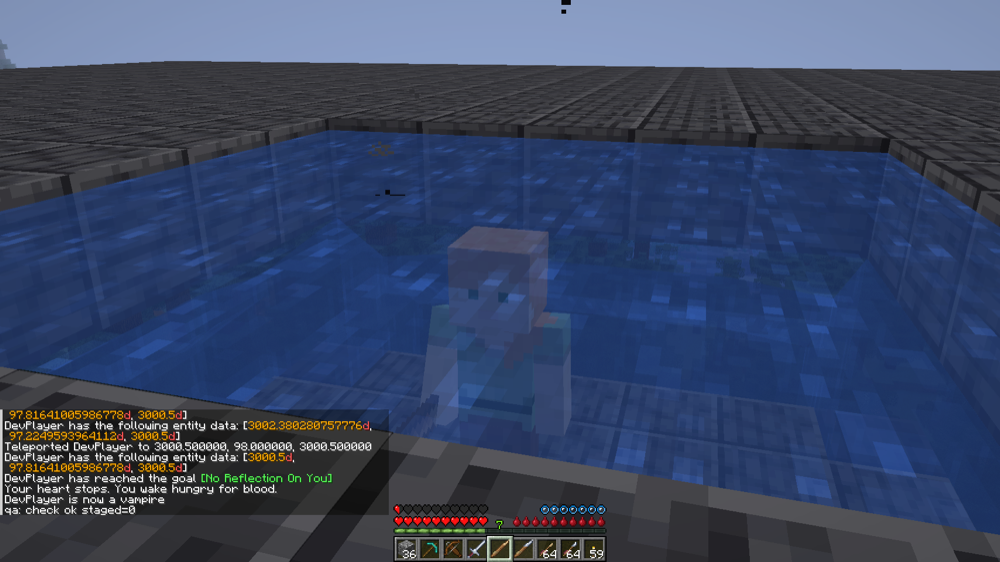 97.81641005986778d, 3000.5d]
DevPlayer has the following entity data: [3002.380280757776d,
97.2249593964112d, 3000.5d]
Teleported DevPlayer to 3000.500000, 98.000000, 3000.500000
DevPlayer has the following entity data: [3000.5d,
97.81641005986778d, 3000.5d]
DevPlayer has reached the goal [No Reflection On You]
Your heart stops. You wake hungry for blood.
DevPlayer is now a vampire
qa: check ok staged=0
7
36 64 64 59